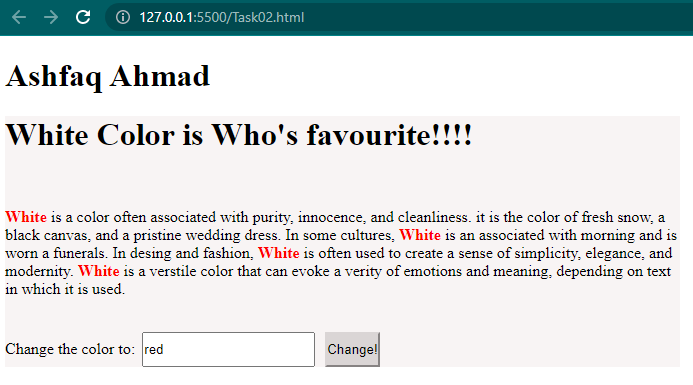 127.0.0.1:5500/Task02.html
Ashfaq Ahmad
White Color is Who's favourite!!!!
White is a color often associated with purity, innocence, and cleanliness. it is the color of fresh snow, a
black canvas, and a pristine wedding dress. In some cultures, White is an associated with morning and is
worn a funerals. In desing and fashion, White is often used to create a sense of simplicity, elegance, and
modernity. White is a verstile color that can evoke a verity of emotions and meaning, depending on text
in which it is used.
Change the color to: red Change!